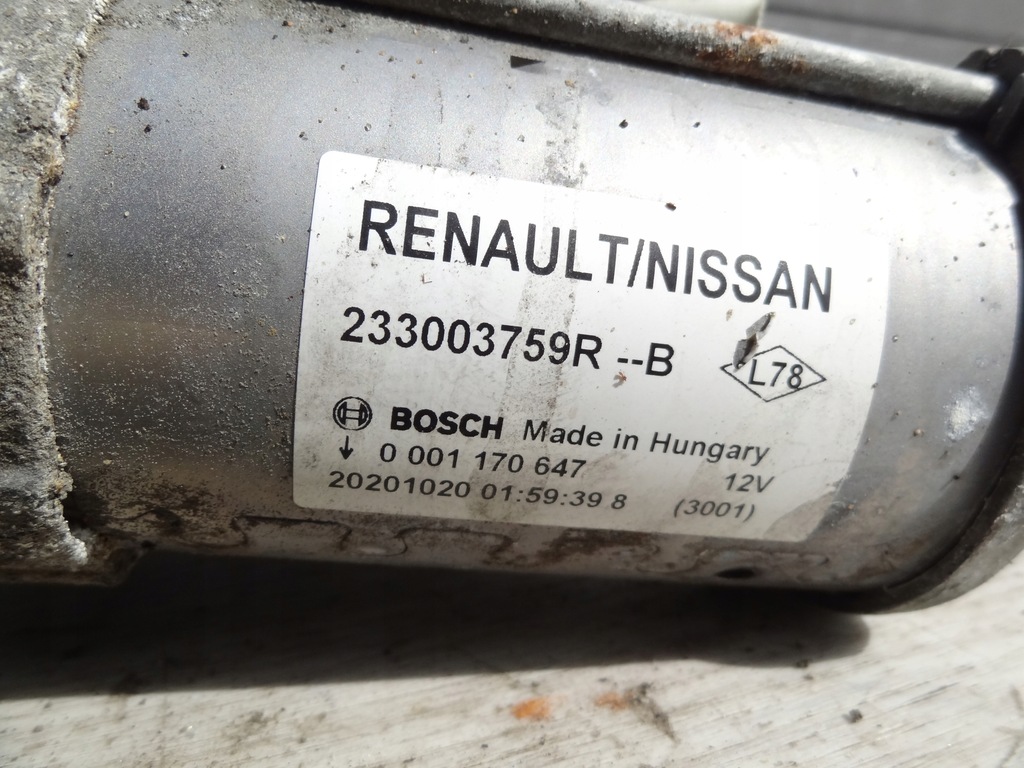 RENAULT/NISSAN
233003759R --B
L78
BOSCH Made in Hungary
↓ 0 001 170 647 12V
20201020 01:59:39 8 (3001)